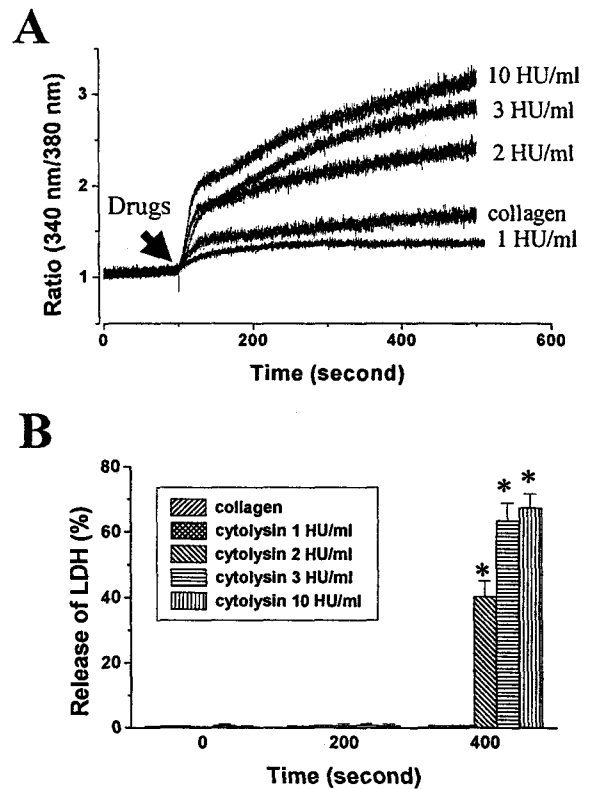 A
Ratio (340 nm/380 nm)
3
2
1
Drugs
10 HU/ml
3 HU/ml
2 HU/ml
collagen
1 HU/ml
0 200 400 600
Time (second)
B
Release of LDH (%)
80
60
40
20
0
collagen
cytolysin 1 HU/ml
cytolysin 2 HU/ml
cytolysin 3 HU/ml
cytolysin 10 HU/ml
* * *
0 200 400
Time (second)